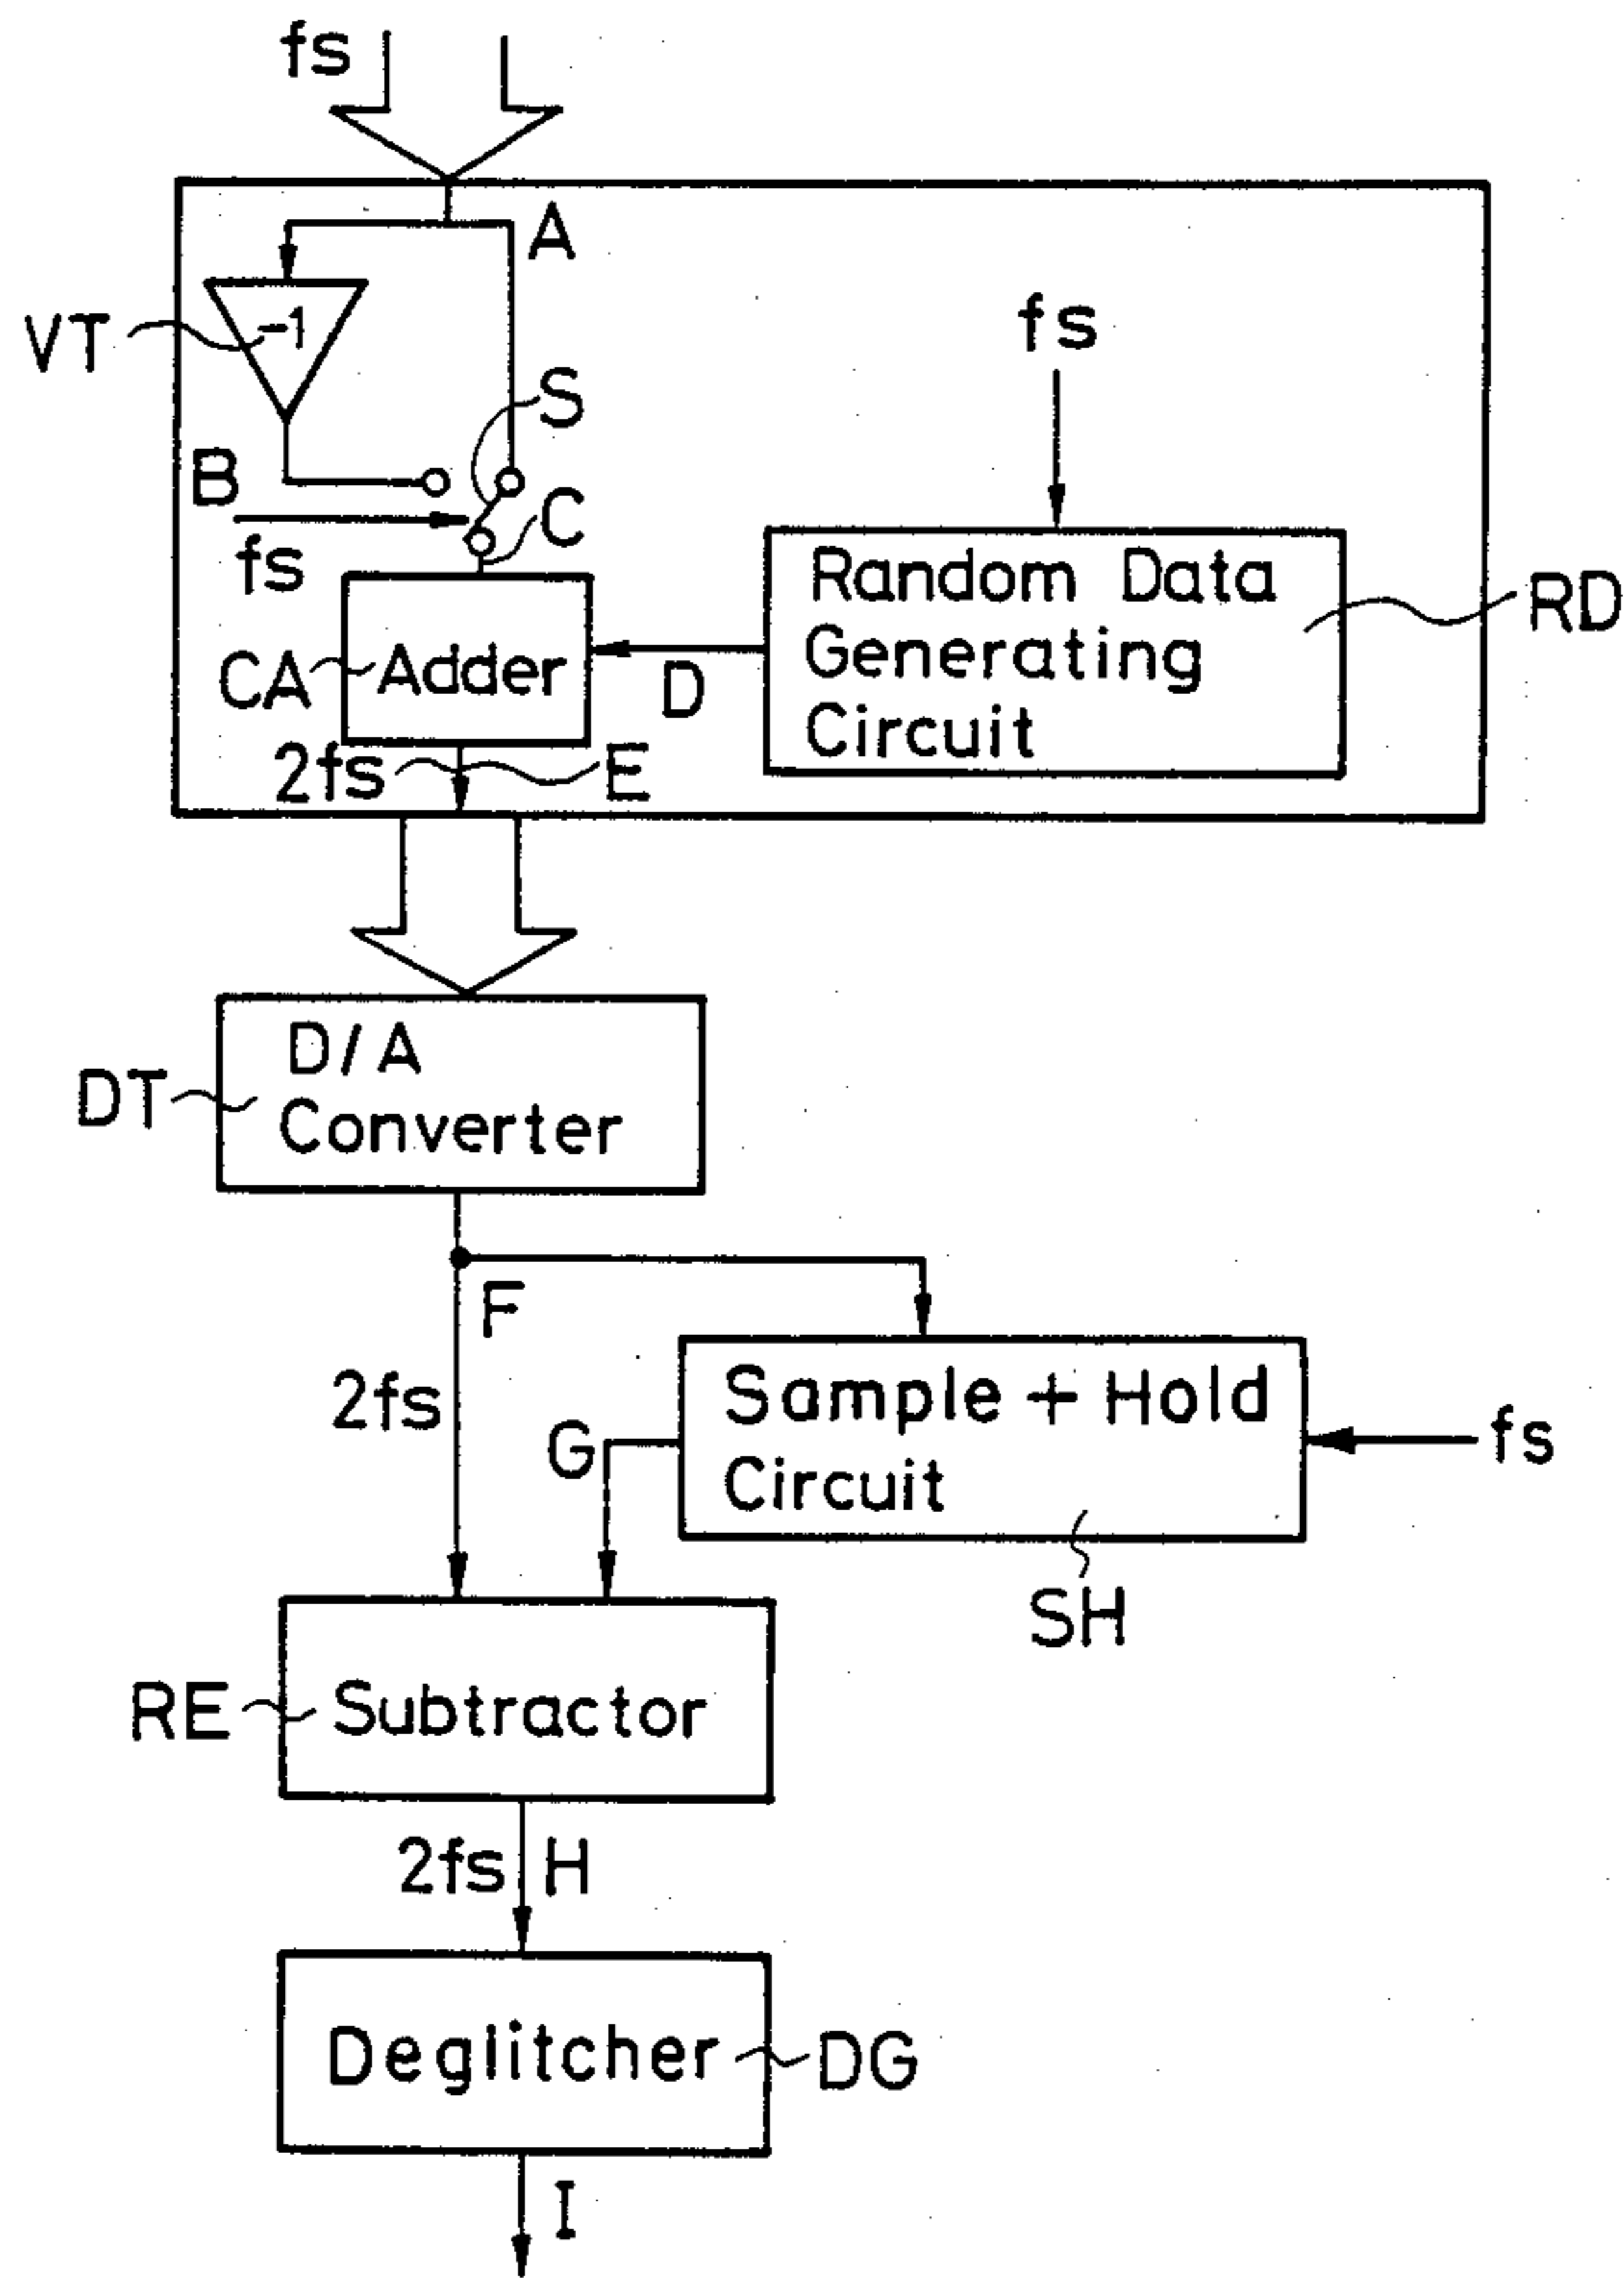 fs
A
VT
-1
fs
S
B
C
fs
Random Data
Generating
Circuit
RD
CA
Adder
D
2fs
E
D/A
Converter
DT
F
2fs
Sample + Hold
Circuit
G
fs
SH
RE
Subtractor
2fs
H
Deglitcher
DG
I